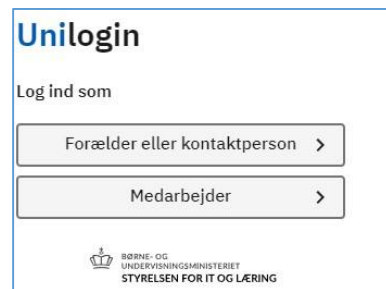 Unilogin
Log ind som
Forælder eller kontaktperson
Medarbejder
BØRNE- OG
UNDERVISNINGSMINISTERIET
STYRELSEN FOR IT OG LÆRING